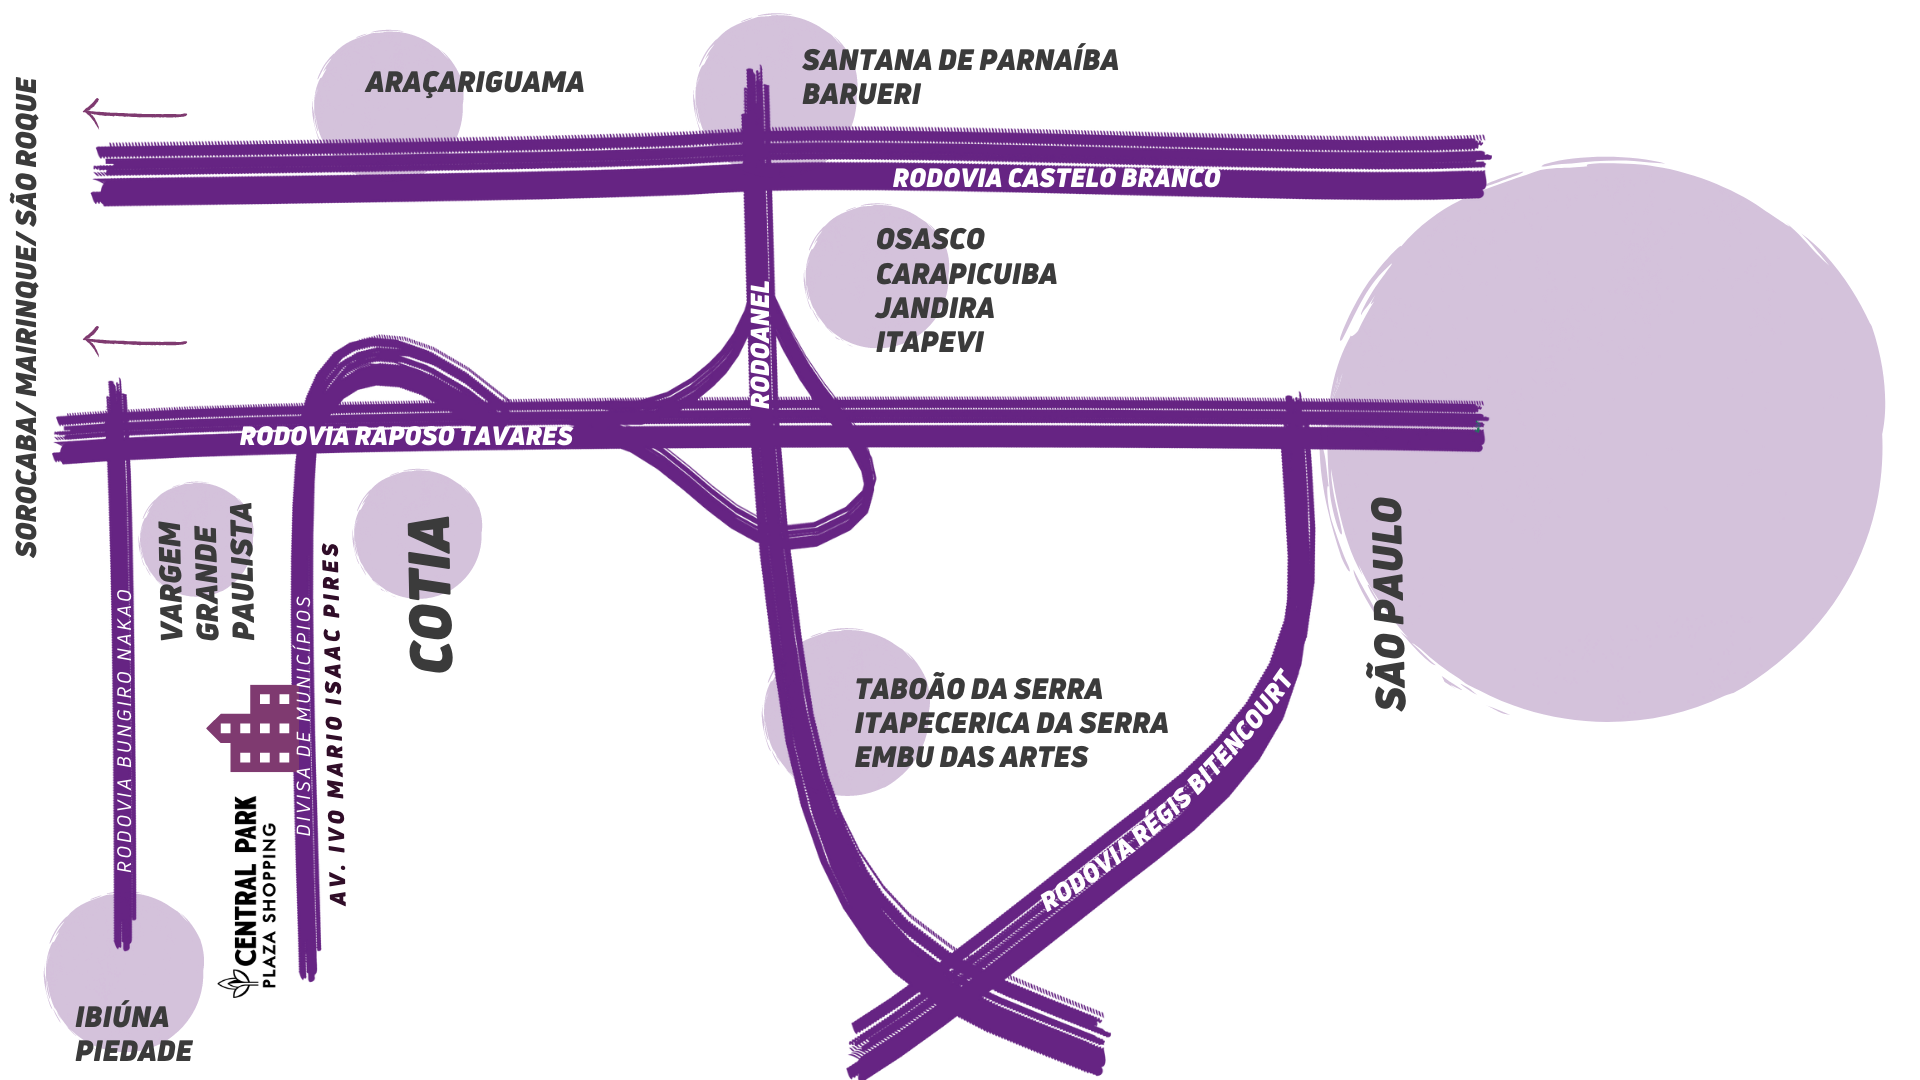 SOROCABA/ MAIRINQUE/ SÃO ROQUE
ARAÇARIGUAMA
SANTANA DE PARNAÍBA
BARUERI
RODOVIA CASTELO BRANCO
OSASCO
CARAPICUIBA
JANDIRA
ITAPEVI
RODOANEL
RODOVIA RAPOSO TAVARES
VARGEM
GRANDE
PAULISTA
COTIA
SÃO PAULO
RODOVIA BUNGIRO NAKAO
DIVISA DE MUNICÍPIOS
AV. IVO MARIO ISAAC PIRES
CENTRAL PARK
PLAZA SHOPPING
TABOÃO DA SERRA
ITAPECERICA DA SERRA
EMBU DAS ARTES
RODOVIA RÉGIS BITENCOURT
IBIÚNA
PIEDADE